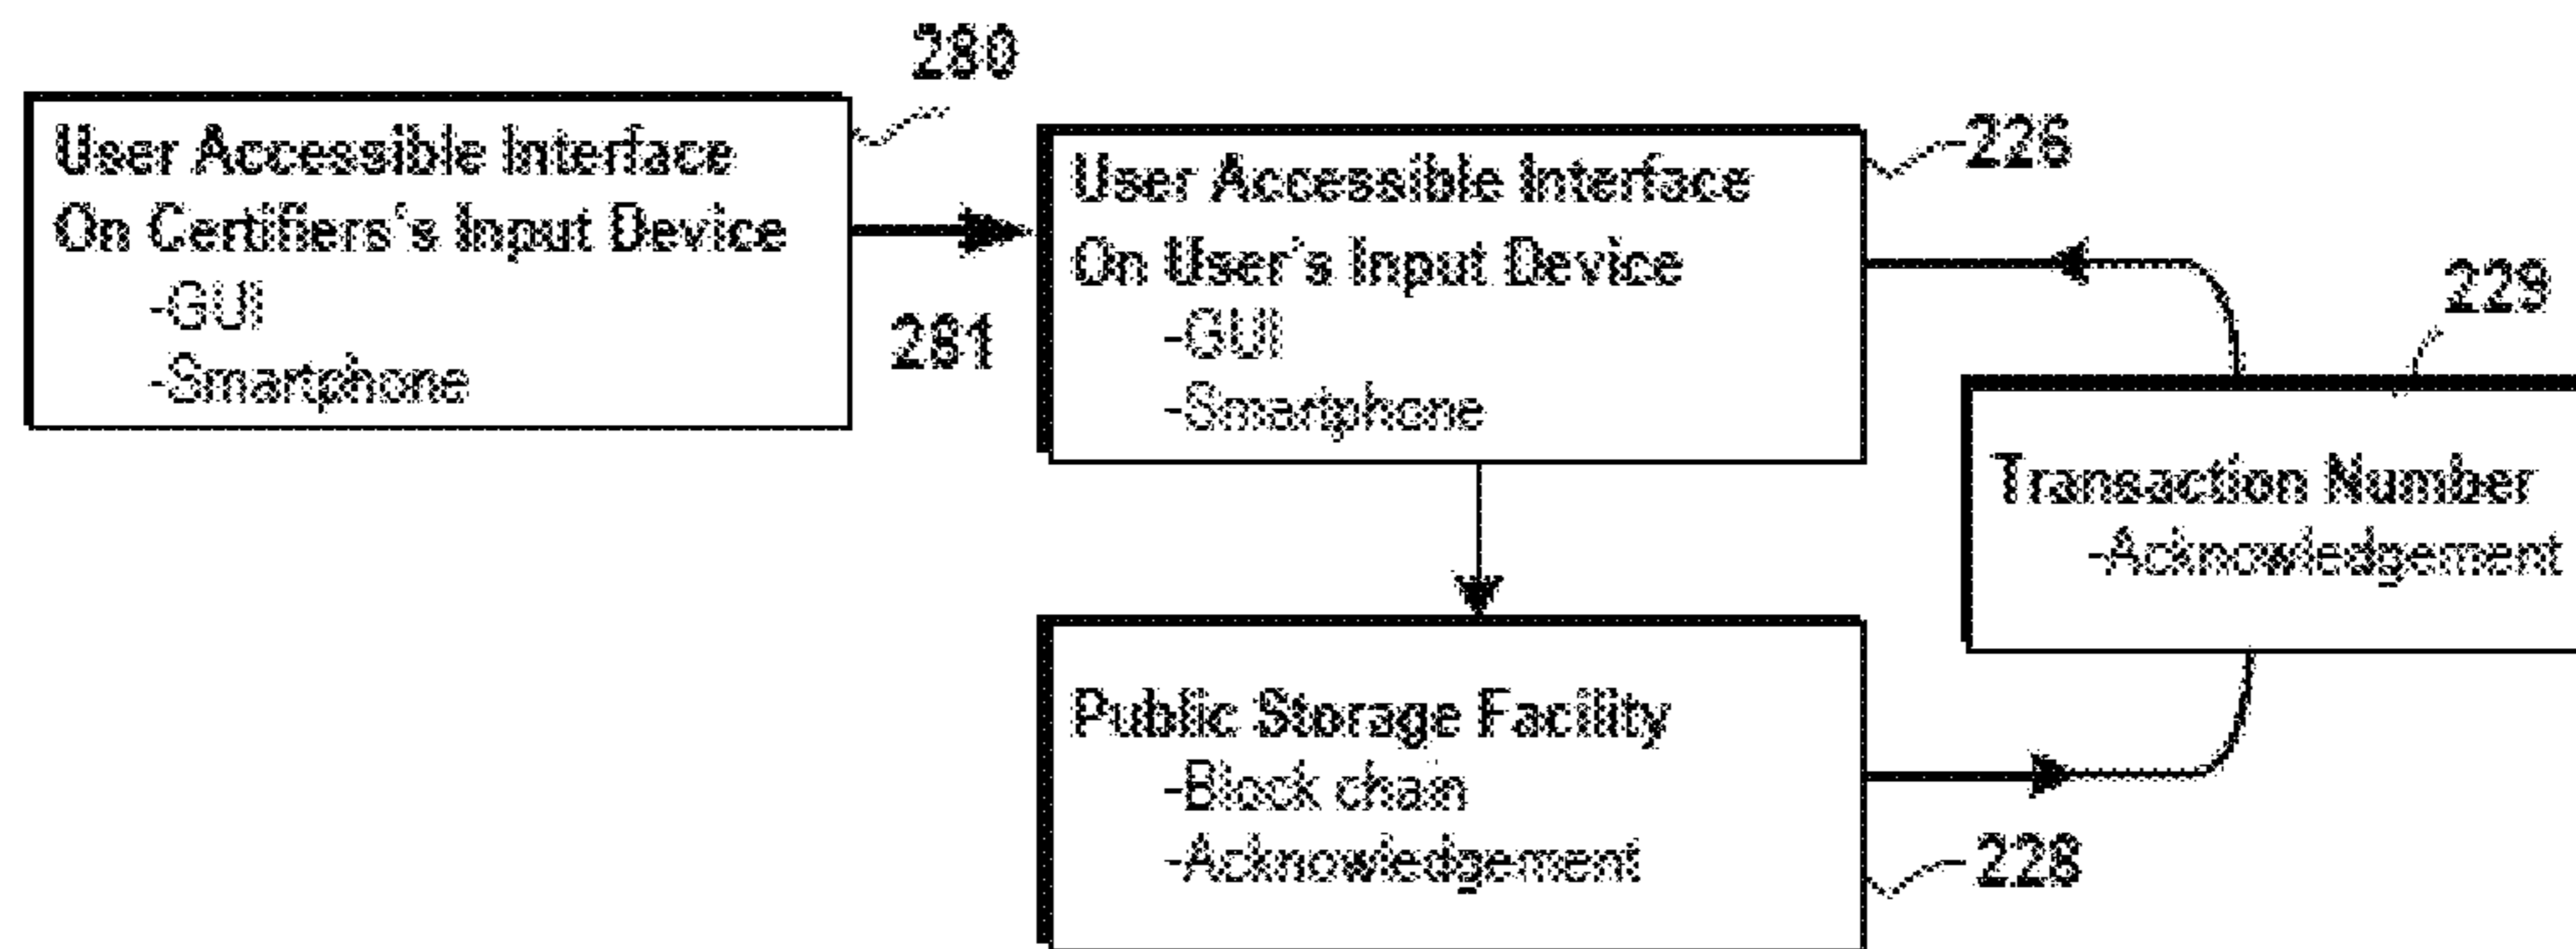 280
User Accessible Interface
On Certifiers's Input Device
-GUI
-Smartphone
281
User Accessible Interface
On User's Input Device
-GUI
-Smartphone
226
229
Transaction Number
-Acknowledgement
Public Storage Facility
-Block chain
-Acknowledgement
228